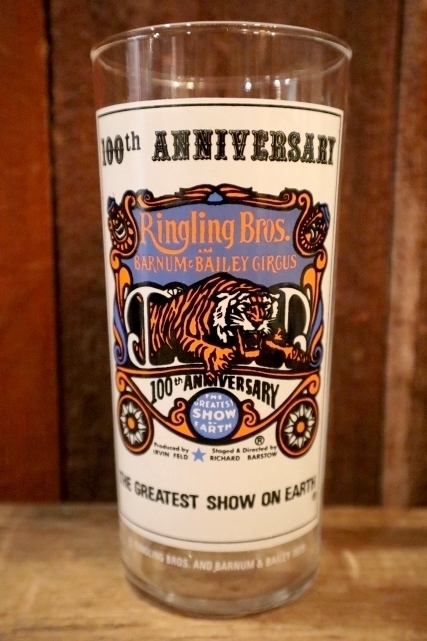 100th ANNIVERSARY
Ringling Bros.
AND
BARNUM & BAILEY CIRCUS
100th ANNIVERSARY
THE
GREATEST
SHOW
ON
EARTH
®
Produced by Staged & Directed by
IRVIN FELD RICHARD BARSTOW
THE GREATEST SHOW ON EARTH
RINGLING BROS. AND BARNUM & BAILEY